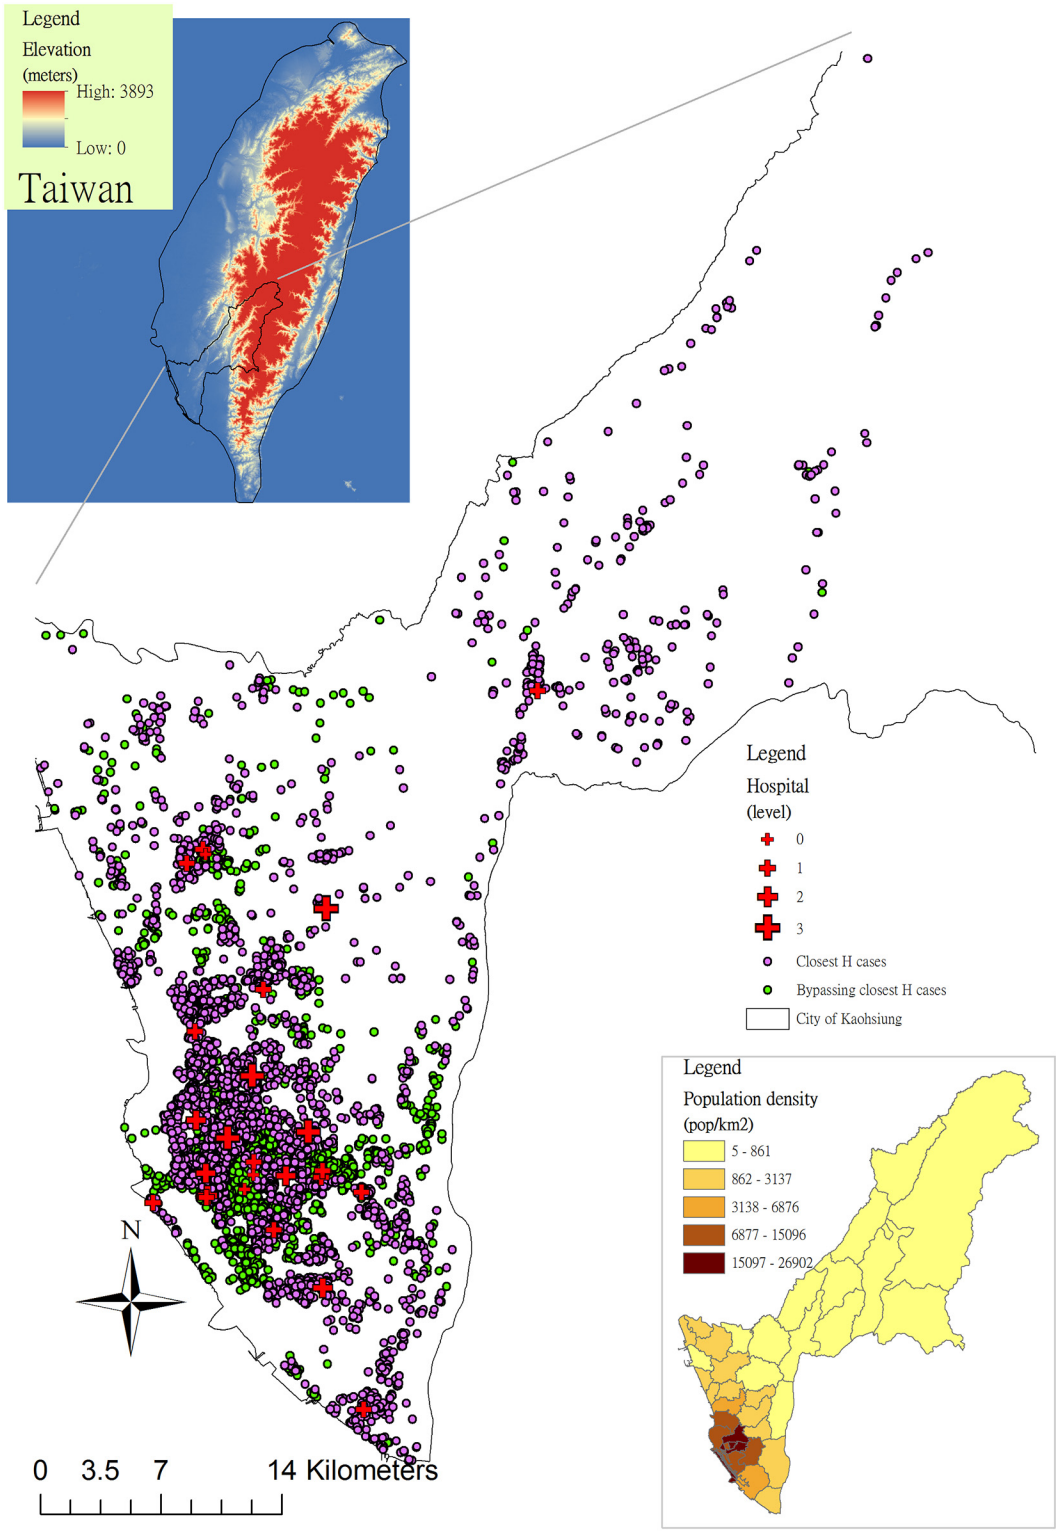 Legend
Elevation
(meters)
High: 3893
Low: 0
Taiwan
Legend
Hospital
(level)
0
1
2
3
Closest H cases
Bypassing closest H cases
City of Kaohsiung
Legend
Population density
(pop/km2)
5 - 861
862 - 3137
3138 - 6876
6877 - 15096
15097 - 26902
N
0 3.5 7 14 Kilometers